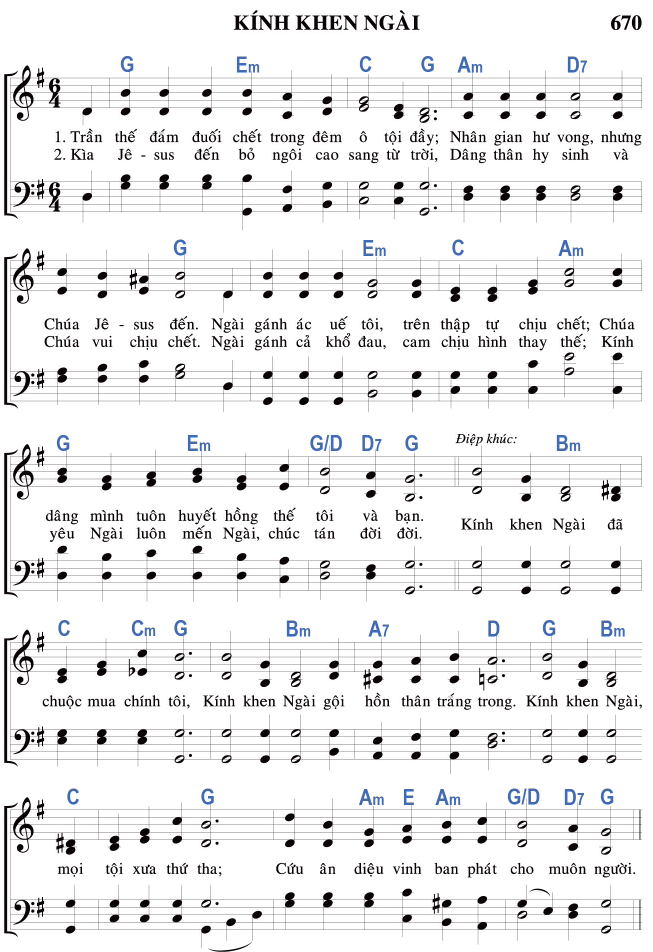 KÍNH KHEN NGÀI 670
G Em C G Am D7
6 4
1. Trần thế đám đuối chết trong đêm ô tội đầy; Nhân gian hư vong, nhưng
2. Kìa Jê - sus đến bỏ ngôi cao sang từ trời, Dâng thân hy sinh và
6 4
G Em C Am
Chúa Jê - sus đến. Ngài gánh ác uế tôi, trên thập tự chịu chết; Chúa
Chúa vui chịu chết. Ngài gánh cả khổ đau, cam chịu hình thay thế; Kính
G Em G/D D7 G Điệp khúc: Bm
dâng mình tuôn huyết hồng thế tôi và bạn. Kính khen Ngài đã
yêu Ngài luôn mến Ngài, chúc tán đời đời.
C Cm G Bm A7 D G Bm
chuộc mua chính tôi, Kính khen Ngài gội hồn thân trắng trong. Kính khen Ngài,
C G Am E Am G/D D7 G
mọi tội xưa thứ tha; Cứu ân diệu vinh ban phát cho muôn người.